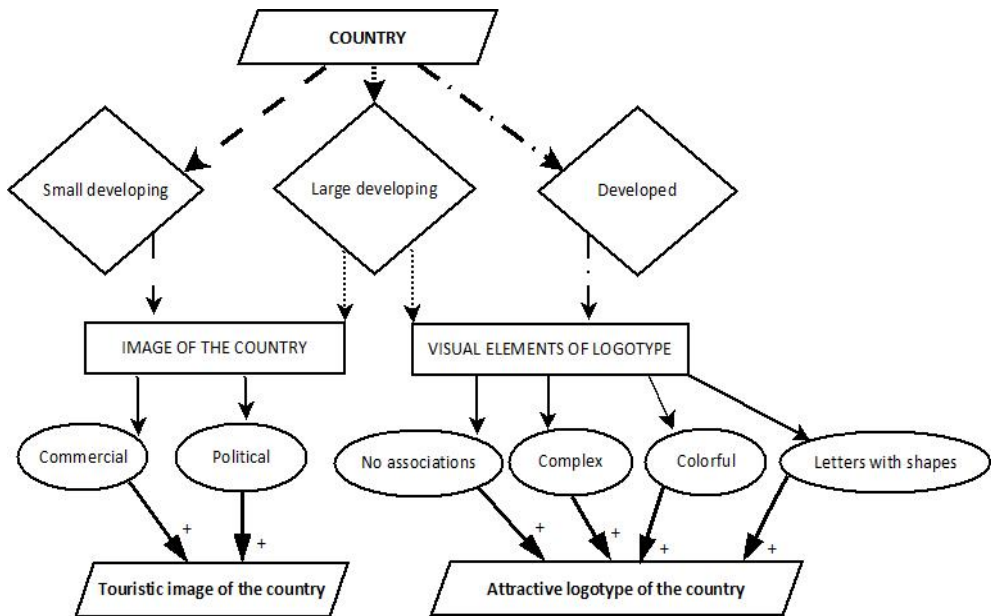 COUNTRY
Small developing
Large developing
Developed
IMAGE OF THE COUNTRY
VISUAL ELEMENTS OF LOGOTYPE
Commercial
Political
No associations
Complex
Colorful
Letters with shapes
+
+
+
+
+
+
Touristic image of the country
Attractive logotype of the country